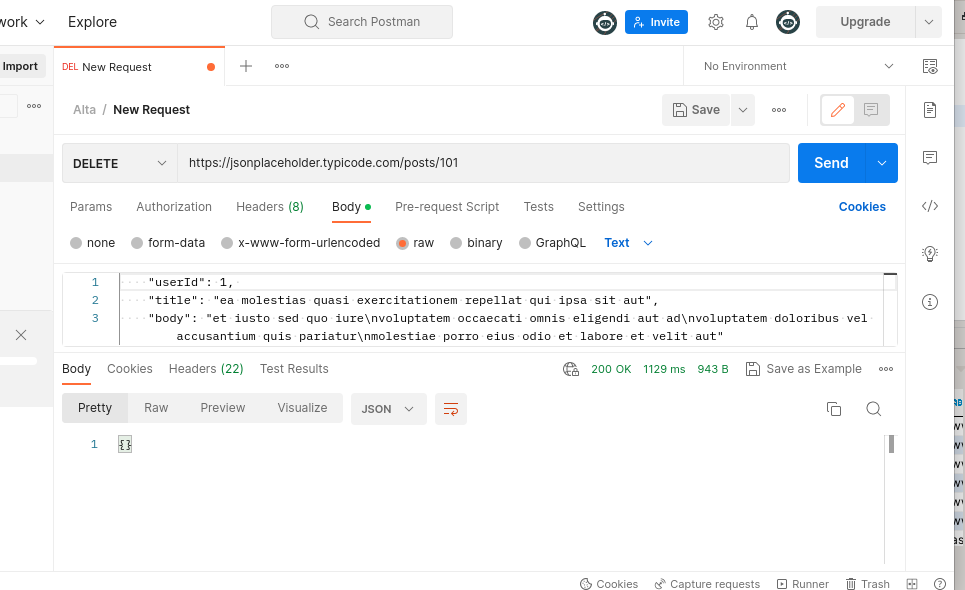 work Explore Search Postman Invite Upgrade
Import DEL New Request No Environment
Alta / New Request Save
DELETE https://jsonplaceholder.typicode.com/posts/101 Send
Params Authorization Headers (8) Body Pre-request Script Tests Settings Cookies
none form-data x-www-form-urlencoded raw binary GraphQL Text
1 "userId": 1,
2 "title": "ea molestias quasi exercitationem repellat qui ipsa sit aut",
3 "body": "et iusto sed quo iure\nvoluptatem occaecati omnis eligendi aut ad\nvoluptatem doloribus vel
accusantium quis pariatur\nmolestiae porro eius odio et labore et velit aut"
Body Cookies Headers (22) Test Results 200 OK 1129 ms 943 B Save as Example
Pretty Raw Preview Visualize JSON
1 {}
Cookies Capture requests Runner Trash